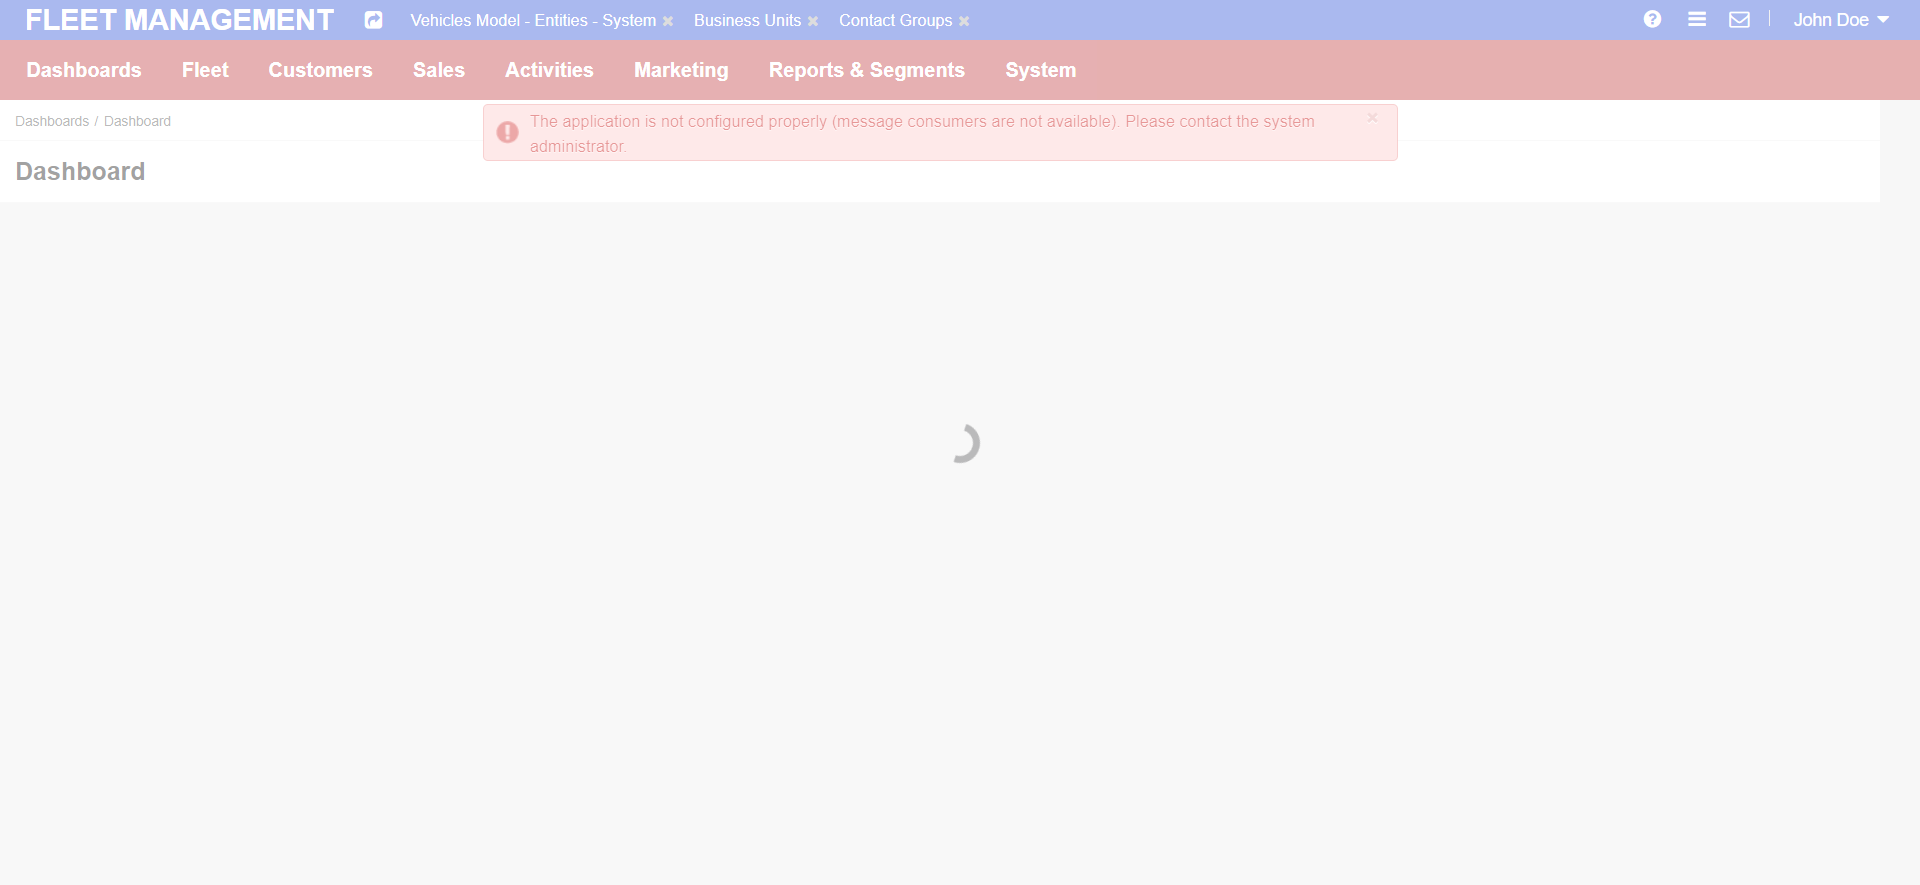 FLEET MANAGEMENT
Vehicles Model - Entities - System
Business Units
Contact Groups
John Doe
Dashboards
Fleet
Customers
Sales
Activities
Marketing
Reports & Segments
System
Dashboards / Dashboard
The application is not configured properly (message consumers are not available). Please contact the system
administrator.
Dashboard